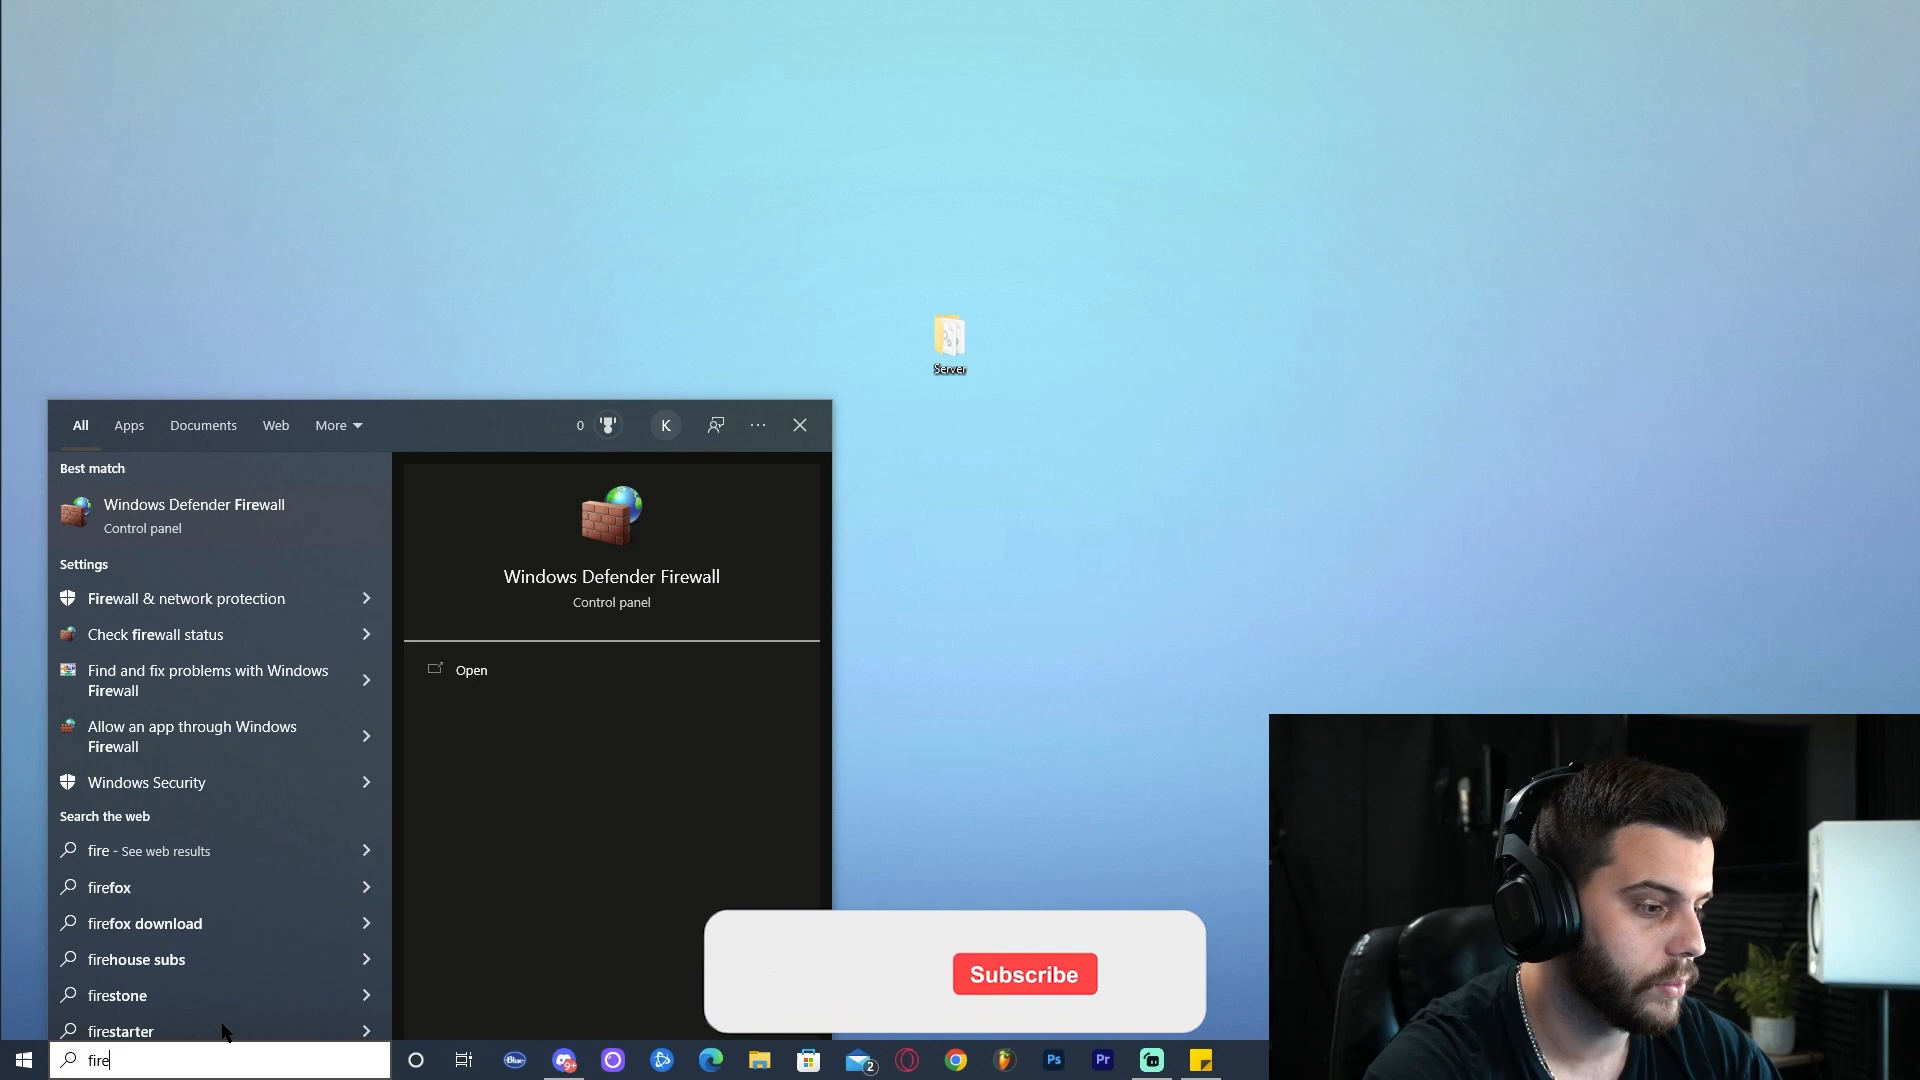 Server
All Apps Documents Web More 0 K
Best match
Windows Defender Firewall
Control panel
Settings
Firewall & network protection
Check firewall status
Find and fix problems with Windows
Firewall
Allow an app through Windows
Firewall
Windows Security
Search the web
fire - See web results
firefox
firefox download
firehouse subs
firestone
firestarter
fire
Windows Defender Firewall
Control panel
Open
Subscribe
Blue
9+
2
Ps
Pr